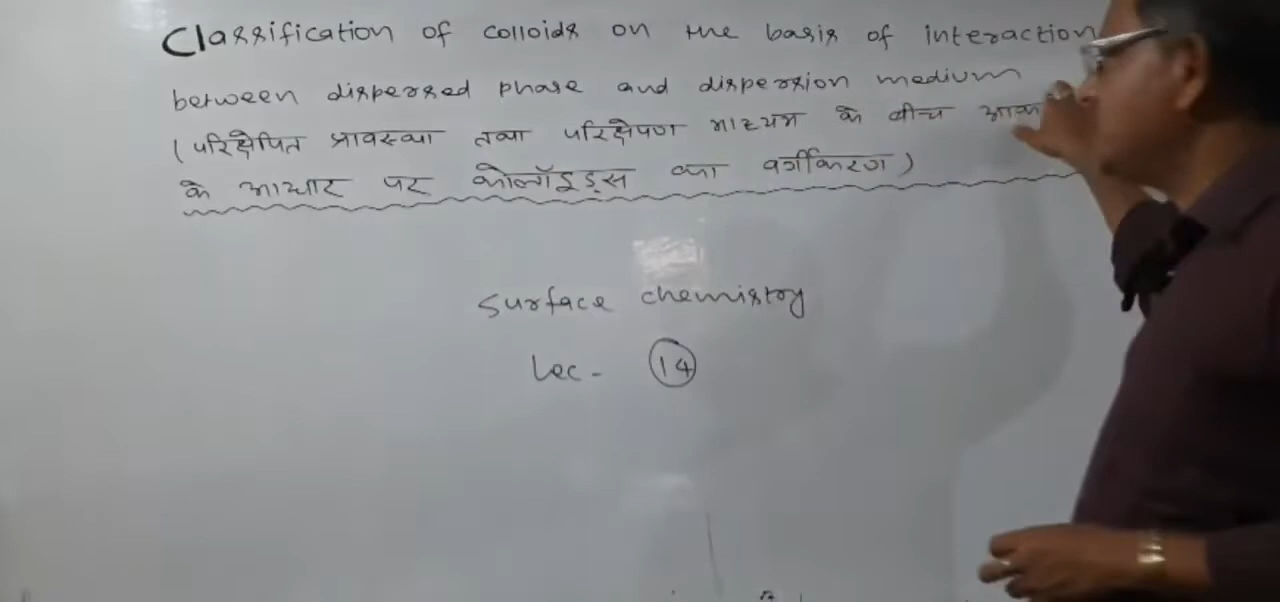 Classification of colloids on the basis of interaction
between dispersed phase and dispersion medium
(परिक्षेपित प्रावस्था तथा परिक्षेपण माध्यम के बीच
के आधार पर कोलॉइड्स का वर्गीकरण)
Surface chemistry
Lec - 14